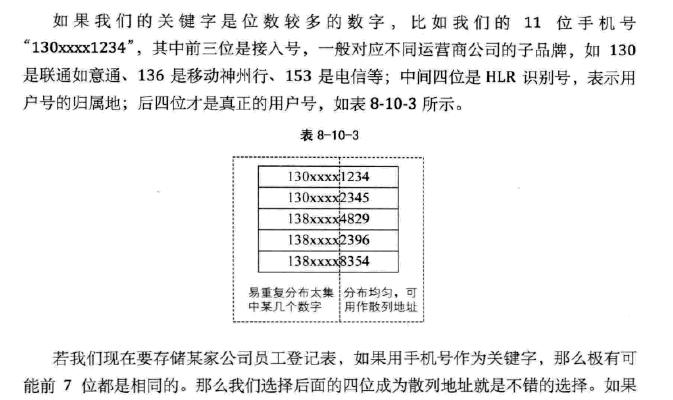 如果我们的关键字是位数较多的数字，比如我们的 11 位手机号
“130xxxx1234”，其中前三位是接入号，一般对应不同运营商公司的子品牌，如 130
是联通如意通、136 是移动神州行、153 是电信等；中间四位是 HLR 识别号，表示用
户号的归属地；后四位才是真正的用户号，如表 8-10-3 所示。
表 8-10-3
130xxxx1234
130xxxx2345
138xxxx4829
138xxxx2396
138xxxx8354
易重复分布太集
中某几个数字
分布均匀，可
用作散列地址
若我们现在要存储某家公司员工登记表，如果用手机号作为关键字，那么极有可
能前 7 位都是相同的。那么我们选择后面的四位成为散列地址就是不错的选择。如果